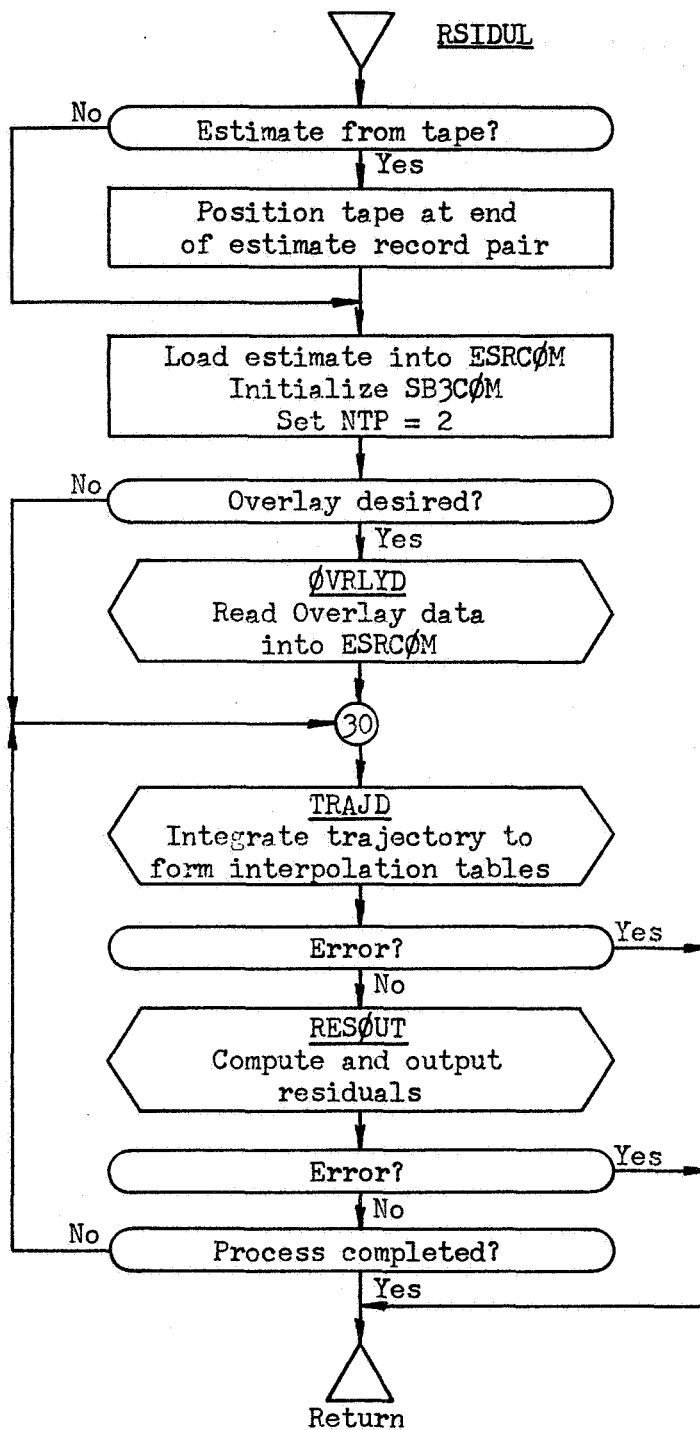 RSIDUL
No
Estimate from tape?
Yes
Position tape at end
of estimate record pair
Load estimate into ESRCØM
Initialize SB3CØM
Set NTP = 2
No
Overlay desired?
Yes
ØVRLYD
Read Overlay data
into ESRCØM
30
TRAJD
Integrate trajectory to
form interpolation tables
Error?
Yes
No
RESØUT
Compute and output
residuals
Error?
Yes
No
No
Process completed?
Yes
Return